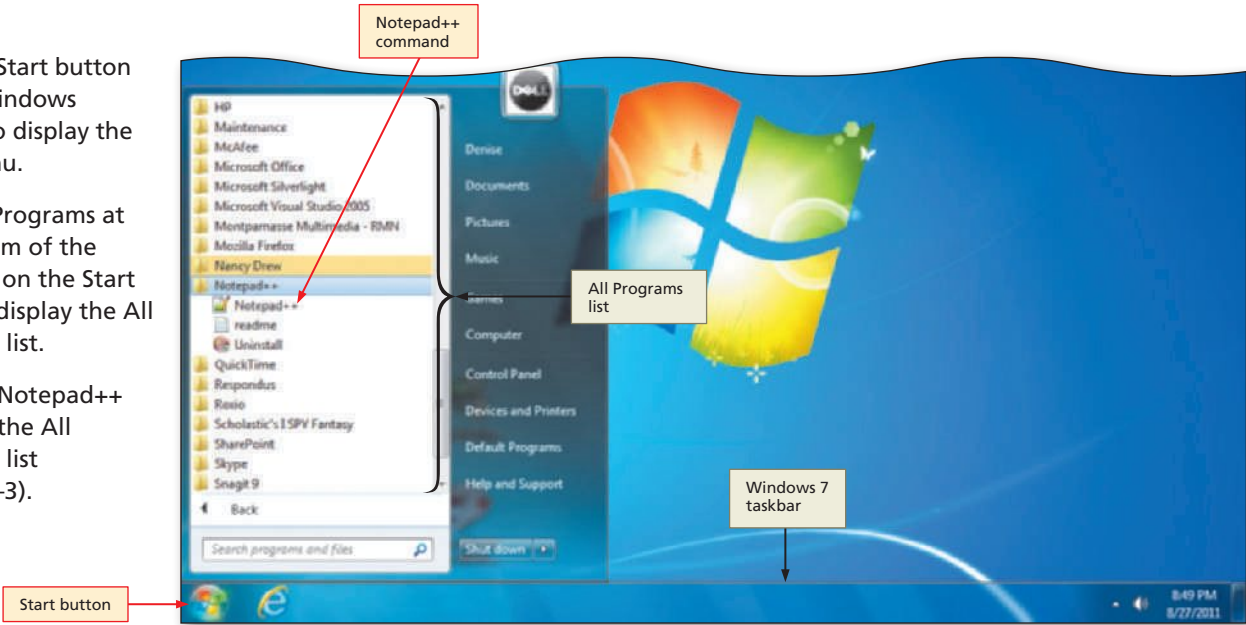 Notepad++
command
Start button
indows
o display the
nu.
Programs at
m of the
on the Start
display the All
list.
Notepad++
the All
list
-3).
DELL
HP
Maintenance
McAfee
Microsoft Office
Microsoft Silverlight
Microsoft Visual Studio 2005
Montparnasse Multimedia - RMN
Mozilla Firefox
Nancy Drew
Notepad++
Notepad++
readme
Uninstall
QuickTime
Respondus
Roxio
Scholastic's I SPY Fantasy
SharePoint
Skype
Snagit 9
Back
Search programs and files
Denise
Documents
Pictures
Music
Games
Computer
Control Panel
Devices and Printers
Default Programs
Help and Support
Shut down
All Programs
list
Windows 7
taskbar
Start button
8:49 PM
8/27/2011